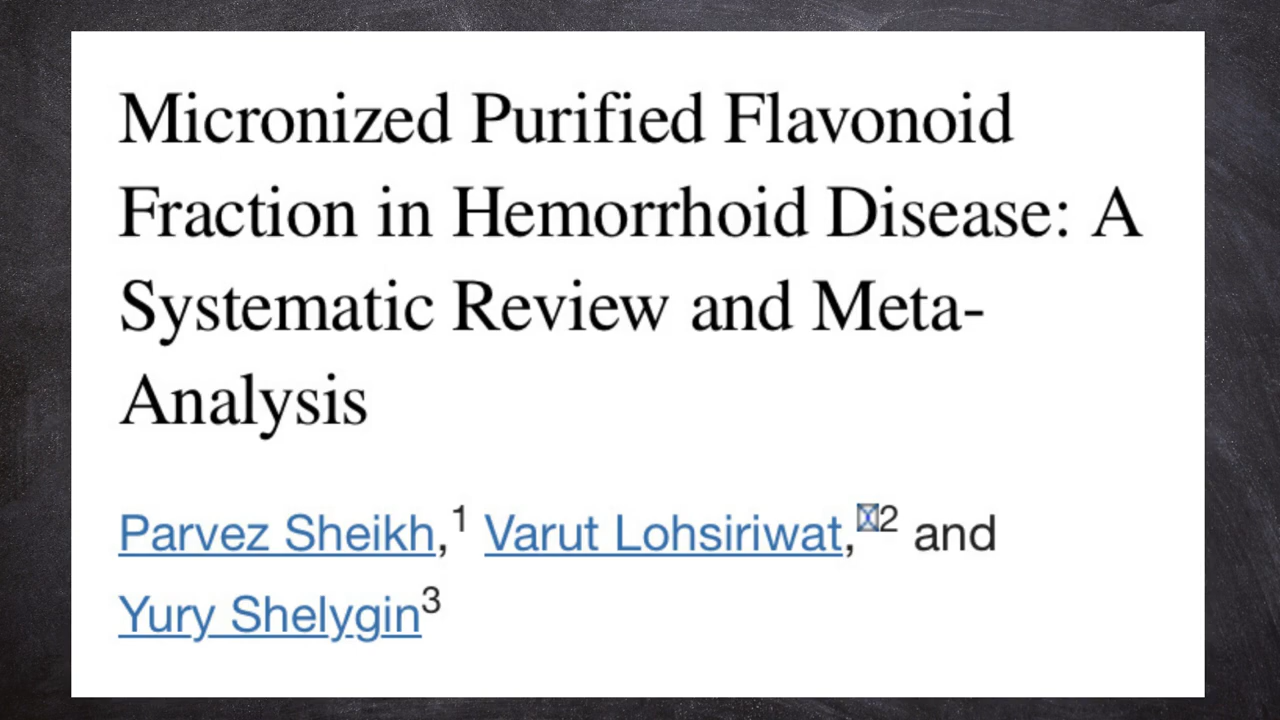 Micronized Purified Flavonoid
Fraction in Hemorrhoid Disease: A
Systematic Review and Meta-
Analysis
Parvez Sheikh,1 Varut Lohsiriwat,2 and
Yury Shelygin3